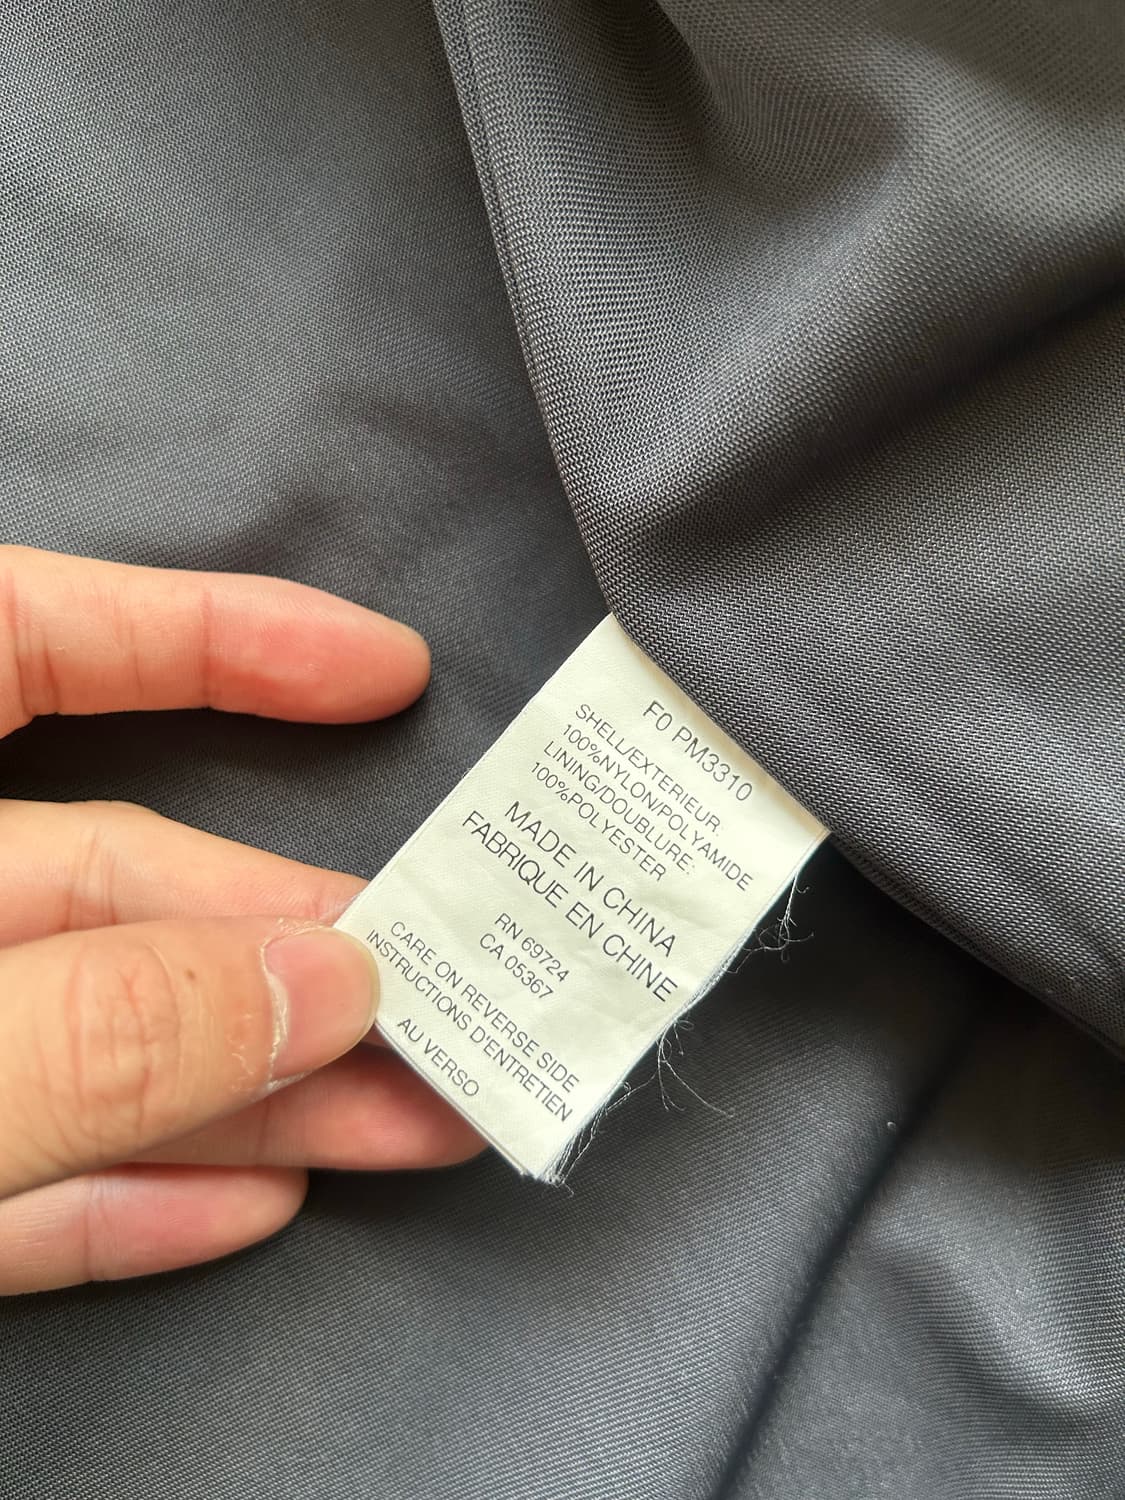 F0 PM3310
SHELL/EXTERIEUR
100%NYLON/POLYAMIDE
LINING/DOUBLURE:
100%POLYESTER
MADE IN CHINA
FABRIQUE EN CHINE
RN 69724
CA 05367
CARE ON REVERSE SIDE
INSTRUCTIONS D'ENTRETIEN
AU VERSO